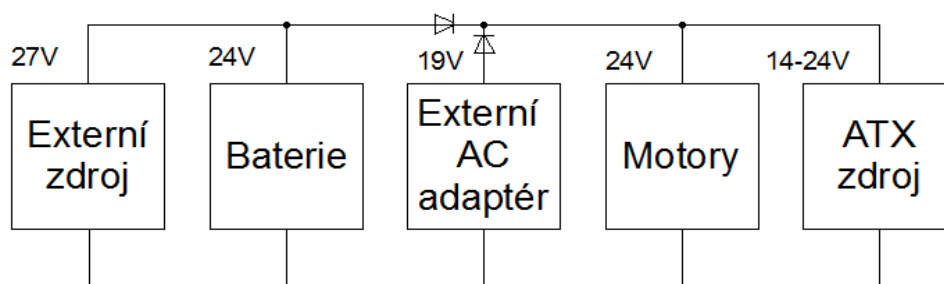 27V
24V
19V
24V
14-24V
Externí
zdroj
Baterie
Externí
AC
adaptér
Motory
ATX
zdroj